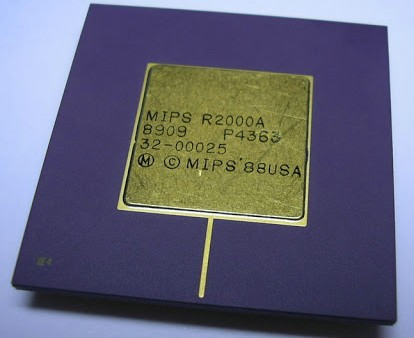 MIPS R2000A
8909 P4363
32-00025
Ⓜ © MIPS '88USA